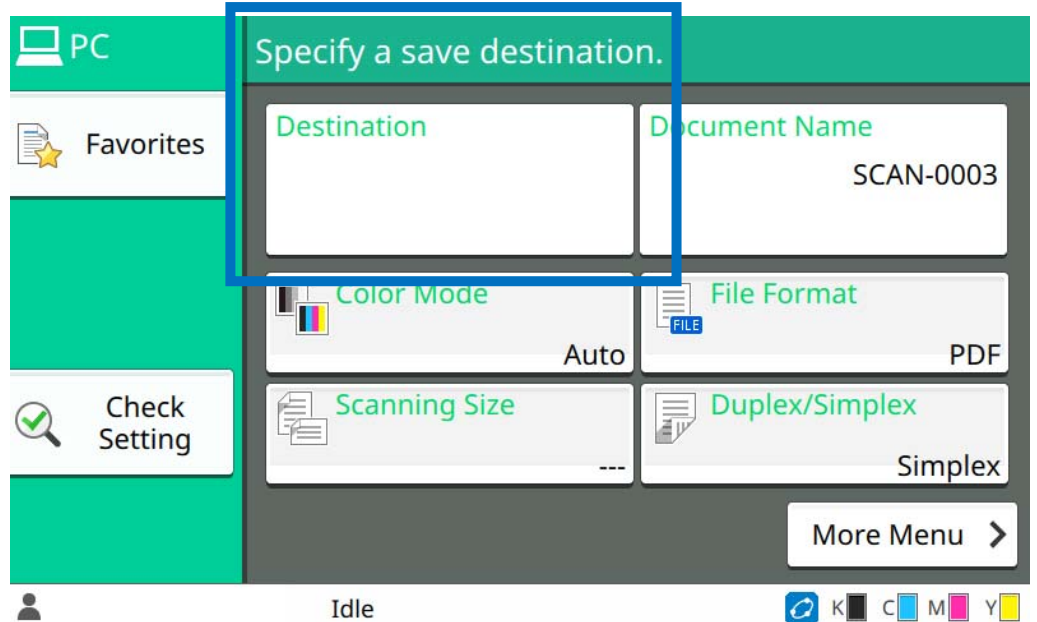 PC
Specify a save destination.
Favorites
Destination
Document Name
SCAN-0003
Color Mode
Auto
File Format
FILE
PDF
Check
Setting
Scanning Size
---
Duplex/Simplex
Simplex
More Menu
Idle
K C M Y